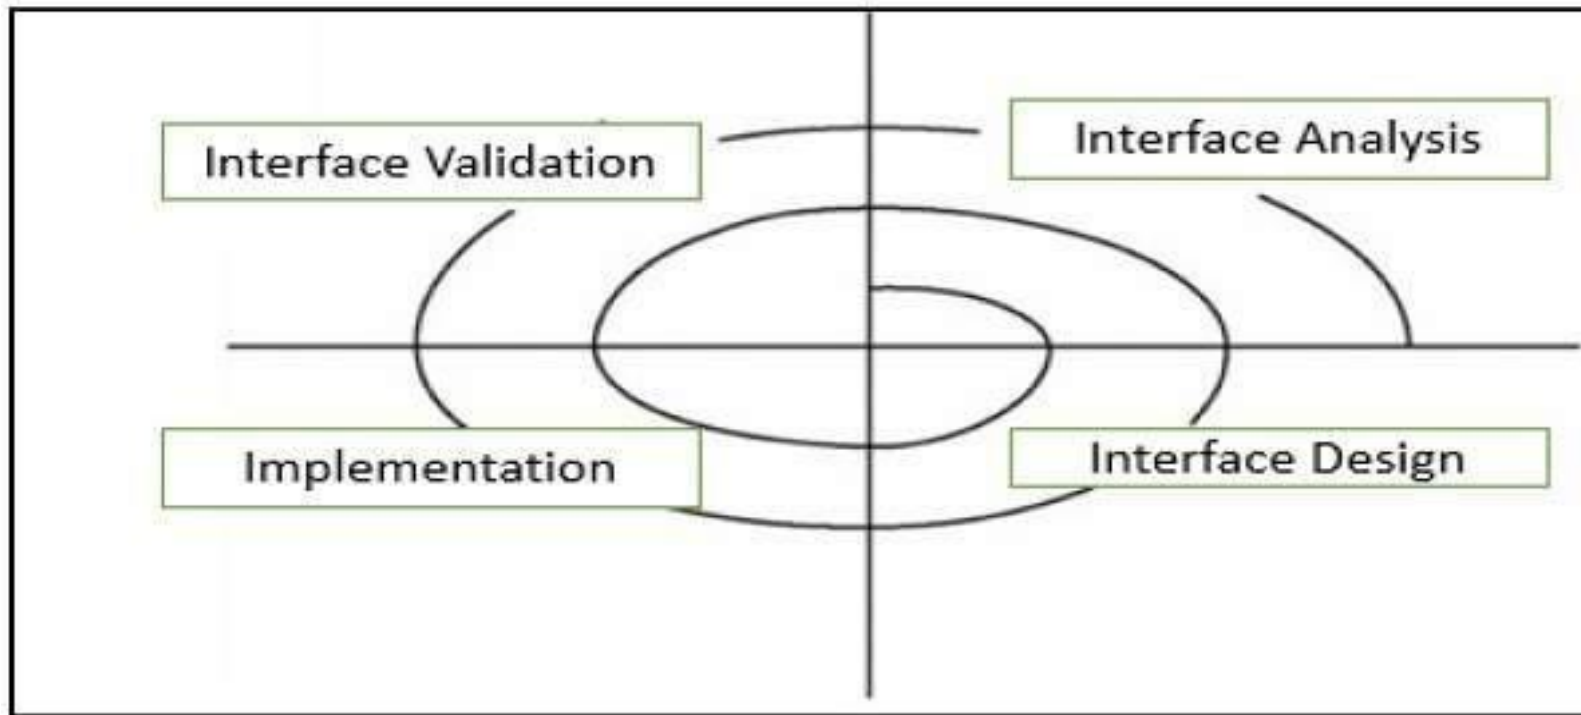 Interface Validation
Interface Analysis
Implementation
Interface Design